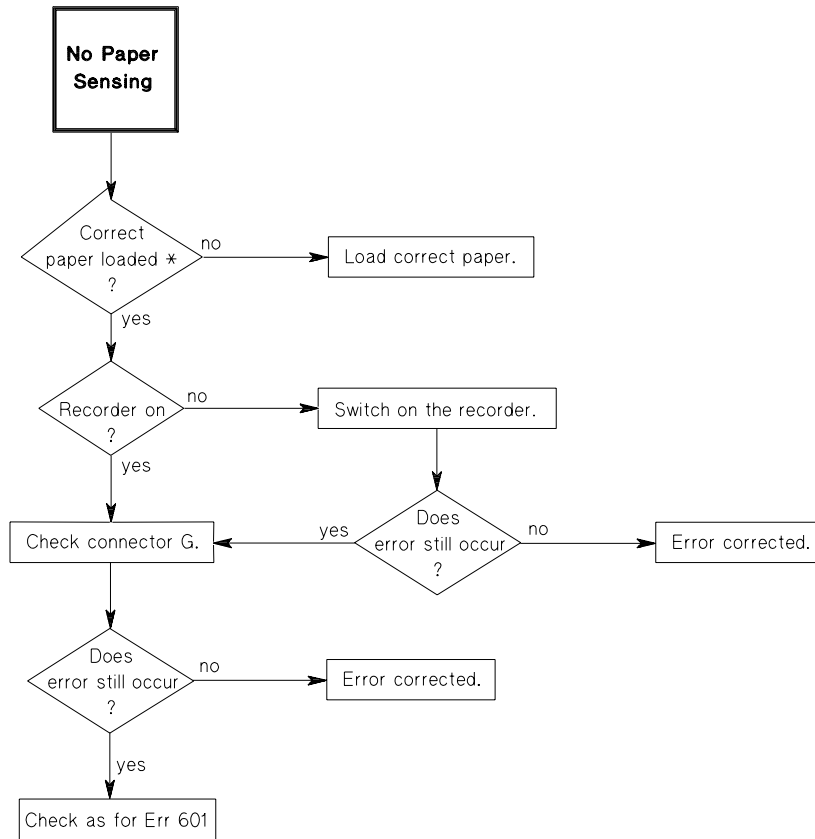 No Paper
Sensing
Correct
paper loaded *
?
no
Load correct paper.
yes
Recorder on
?
no
Switch on the recorder.
yes
Does
error still occur
?
yes
no
Error corrected.
Check connector G.
Does
error still occur
?
no
Error corrected.
yes
Check as for Err 601